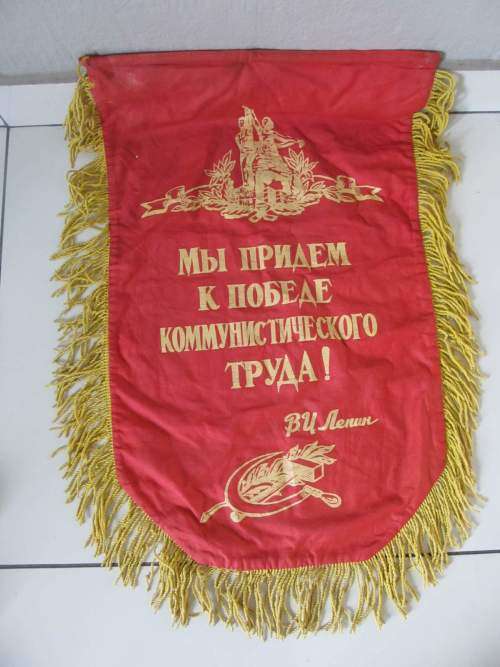 МЫ ПРИДЕМ
К ПОБЕДЕ
КОММУНИСТИЧЕСКОГО
ТРУДА!
В И Ленин